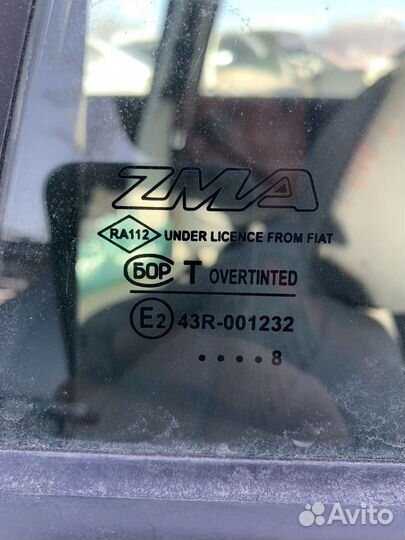 ZMA
RA112 UNDER LICENCE FROM FIAT
БОР T OVERTINTED
E2 43R-001232
....8
Avito